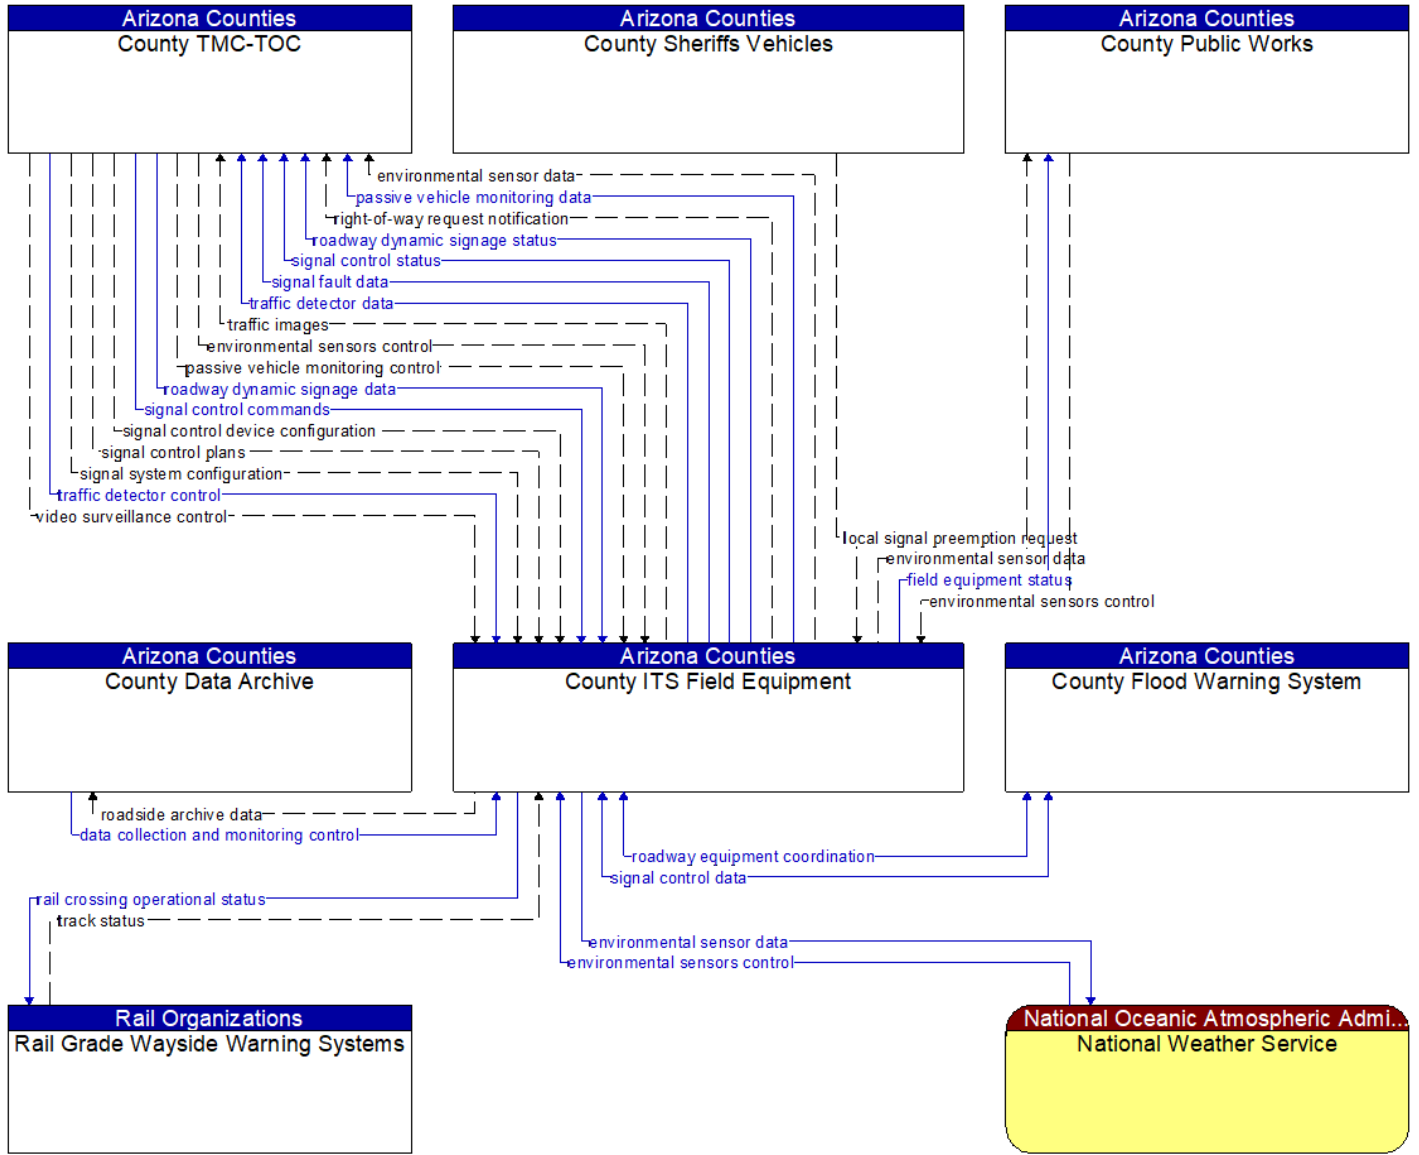 Arizona Counties
County TMC-TOC
Arizona Counties
County Sheriffs Vehicles
Arizona Counties
County Public Works
environmental sensor data
passive vehicle monitoring data
right-of-way request notification
roadway dynamic signage status
signal control status
signal fault data
traffic detector data
traffic images
environmental sensors control
passive vehicle monitoring control
roadway dynamic signage data
signal control commands
signal control device configuration
signal control plans
signal system configuration
traffic detector control
video surveillance control
local signal preemption request
environmental sensor data
field equipment status
environmental sensors control
Arizona Counties
County Data Archive
Arizona Counties
County ITS Field Equipment
Arizona Counties
County Flood Warning System
roadside archive data
data collection and monitoring control
roadway equipment coordination
signal control data
rail crossing operational status
track status
environmental sensor data
environmental sensors control
Rail Organizations
Rail Grade Wayside Warning Systems
National Oceanic Atmospheric Admi...
National Weather Service